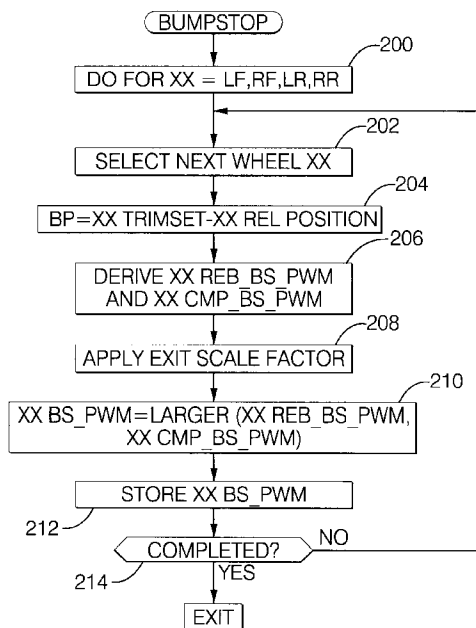 BUMPSTOP
200
DO FOR XX = LF,RF,LR,RR
202
SELECT NEXT WHEEL XX
204
BP=XX TRIMSET-XX REL POSITION
206
DERIVE XX REB_BS_PWM
AND XX CMP_BS_PWM
208
APPLY EXIT SCALE FACTOR
210
XX BS_PWM=LARGER (XX REB_BS_PWM,
XX CMP_BS_PWM)
STORE XX BS_PWM
212
COMPLETED?
NO
214
YES
EXIT